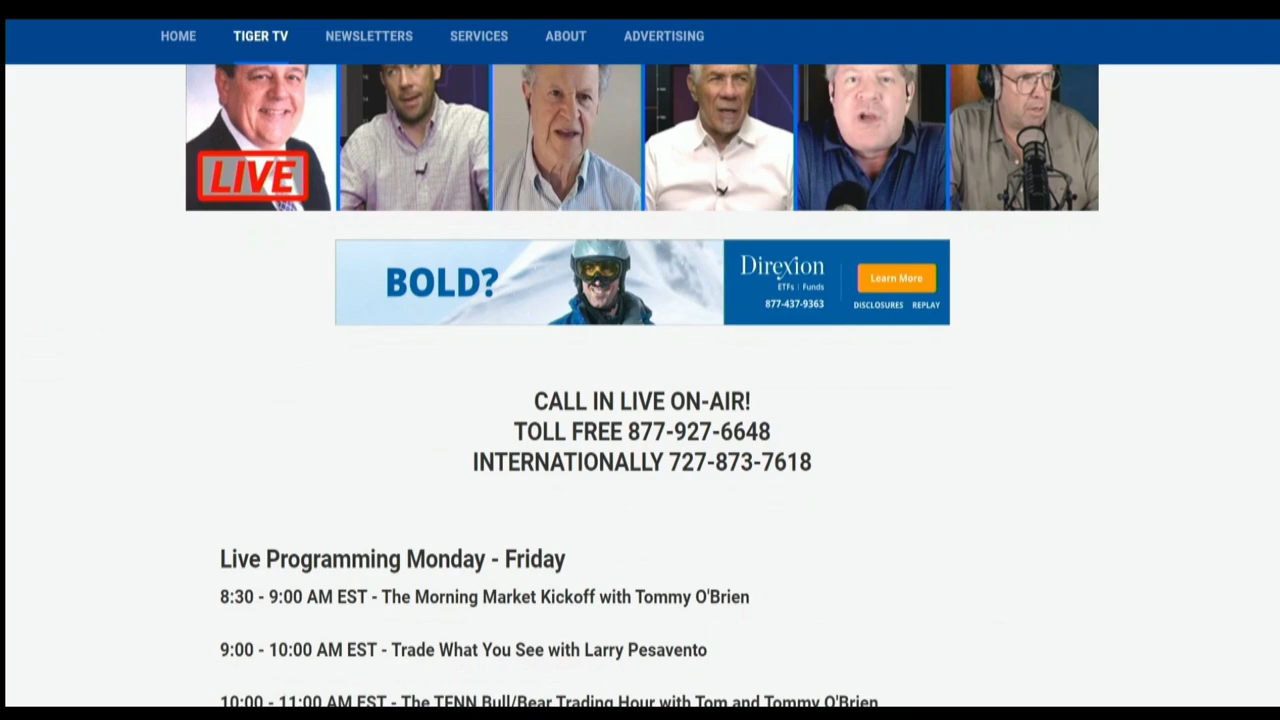 HOME TIGER TV NEWSLETTERS SERVICES ABOUT ADVERTISING
LIVE
BOLD?
Direxion
ETFs | Funds
877-437-9363
Learn More
DISCLOSURES REPLAY
CALL IN LIVE ON-AIR!
TOLL FREE 877-927-6648
INTERNATIONALLY 727-873-7618
Live Programming Monday - Friday
8:30 - 9:00 AM EST - The Morning Market Kickoff with Tommy O'Brien
9:00 - 10:00 AM EST - Trade What You See with Larry Pesavento
10:00 - 11:00 AM EST - The TFNN Bull/Bear Trading Hour with Tom and Tommy O'Brien